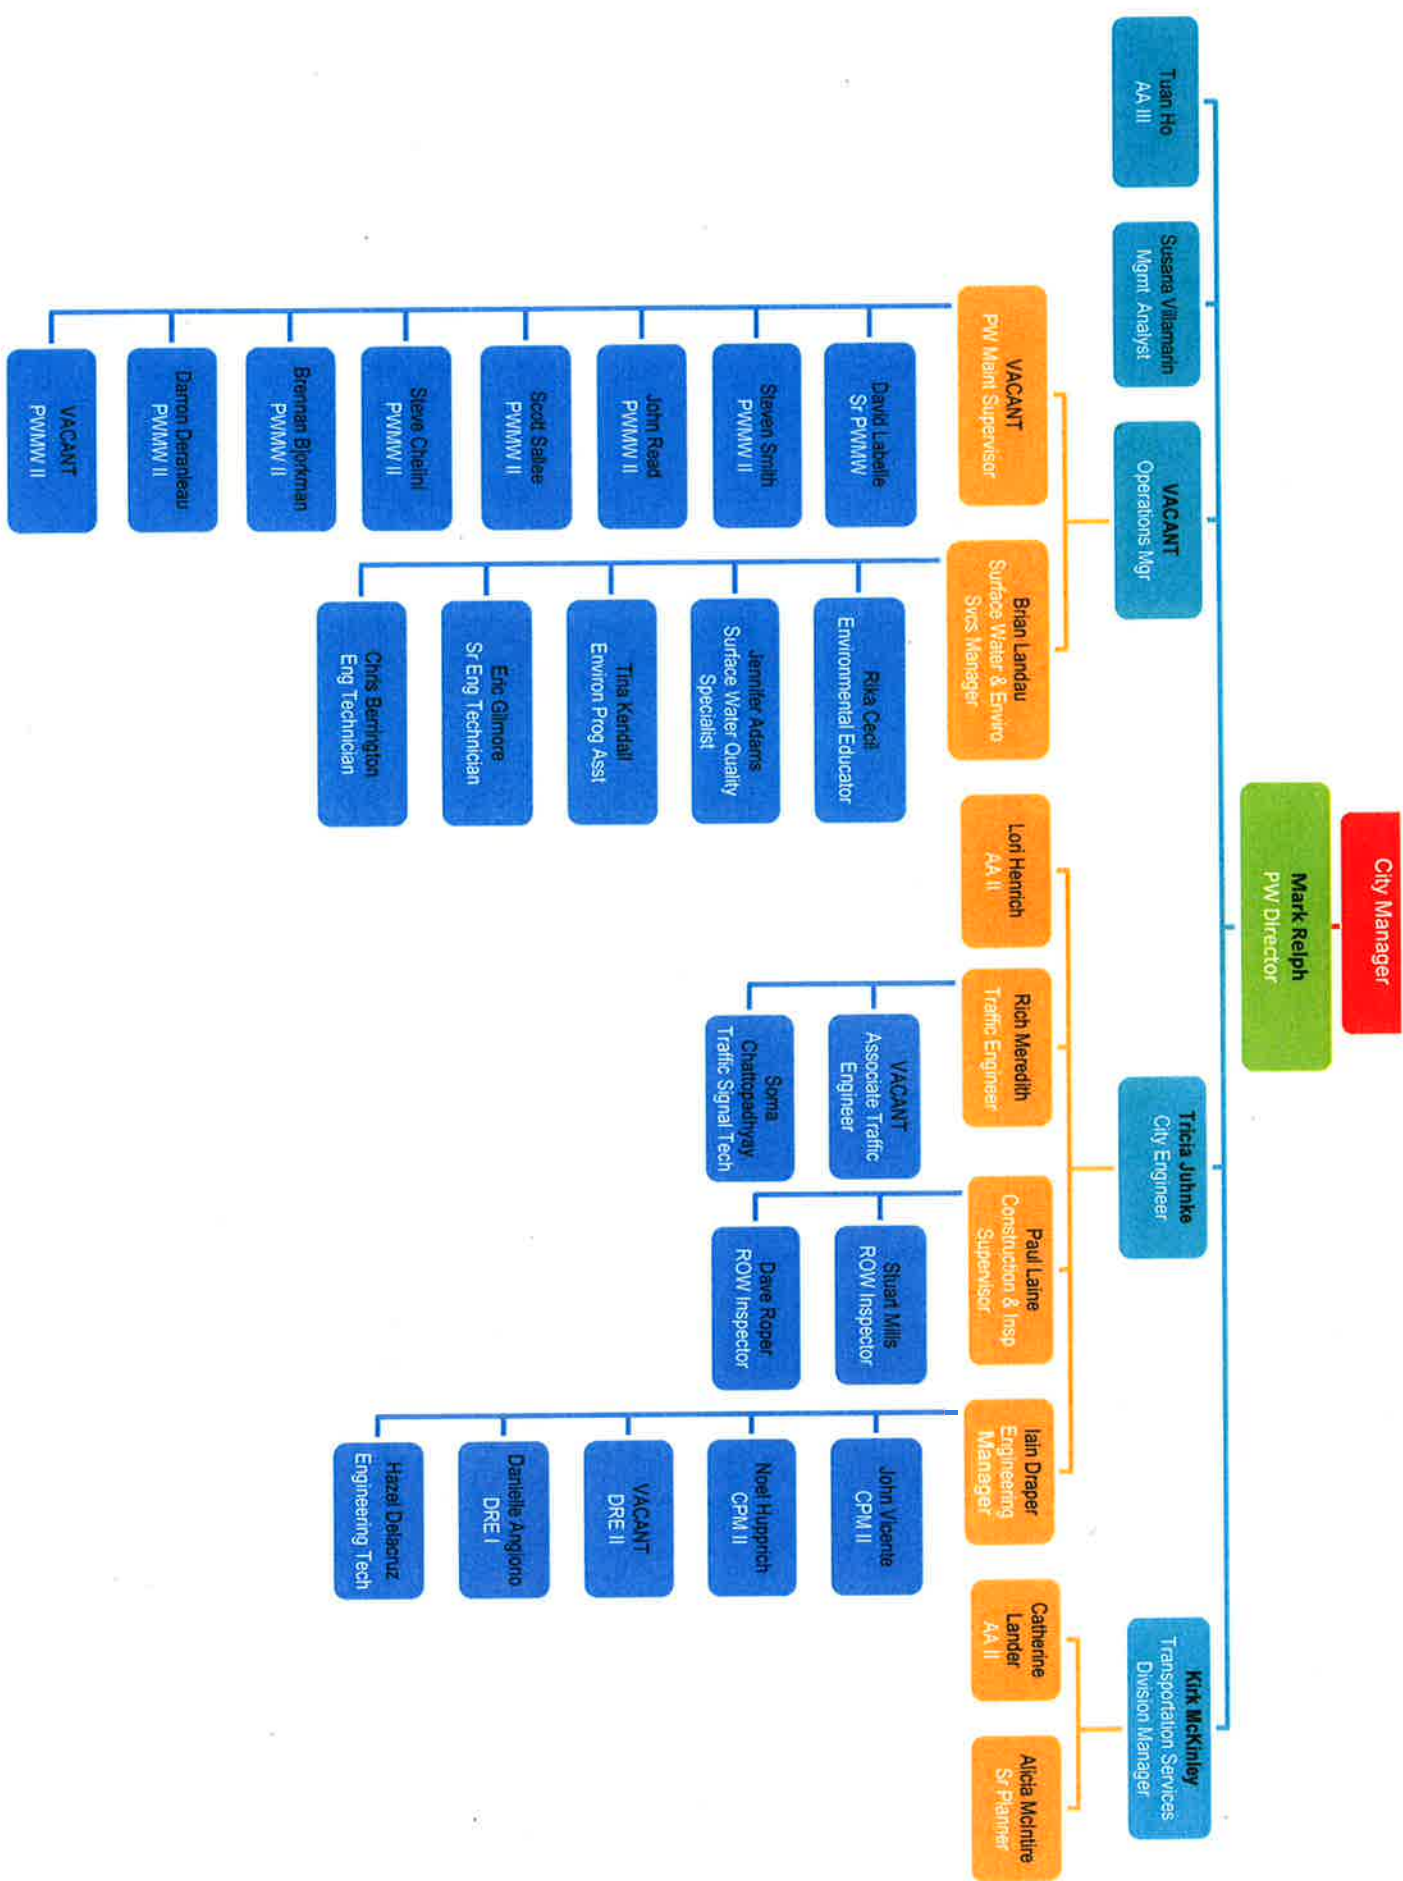 City Manager
Mark Relph
PW Director
Tuan Ho
AA III
Susana Villamarin
Mgmt Analyst
VACANT
Operations Mgr
Tricia Juhnke
City Engineer
Kirk McKinley
Transportation Services
Division Manager
VACANT
PW Maint Supervisor
Brian Landau
Surface Water & Enviro
Svcs Manager
Lori Henrich
AA II
Rich Meredith
Traffic Engineer
Paul Laine
Construction & Insp
Supervisor
Iain Draper
Engineering
Manager
Catherine
Lander
AA II
Alicia McIntire
Sr Planner
David Labelle
Sr PWMW
Steven Smith
PWMW II
John Read
PWMW II
Scott Sallee
PWMW II
Steve Chelini
PWMW II
Brennan Bjorkman
PWMW II
Darron Deranleau
PWMW II
VACANT
PWMW II
Rika Cecil
Environmental Educator
Jennifer Adams
Surface Water Quality
Specialist
Tina Kendall
Environ Prog Asst
Eric Gilmore
Sr Eng Technician
Chris Berrington
Eng Technician
VACANT
Associate Traffic
Engineer
Soma
Chattopadhyay,
Traffic Signal Tech
Stuart Mills
ROW Inspector
Dave Roper
ROW Inspector
John Vicente
CPM II
Noel Hupprich
CPM II
VACANT
DRE II
Danielle Angiono
DRE I
Hazel Delacruz
Engineering Tech